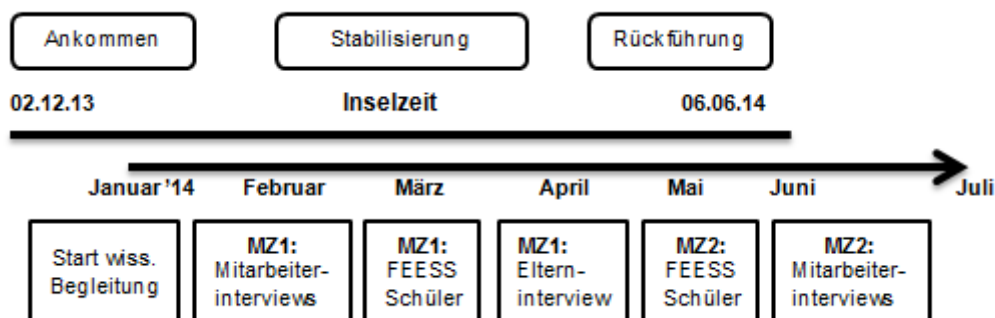 Ankommen Stabilisierung Rückführung
02.12.13 Inselzeit 06.06.14
Januar '14 Februar März April Mai Juni Juli
Start wiss.
Begleitung
MZ1:
Mitarbeiter-
interviews
MZ1:
FEESS
Schüler
MZ1:
Eltern-
interview
MZ2:
FEESS
Schüler
MZ2:
Mitarbeiter-
interviews